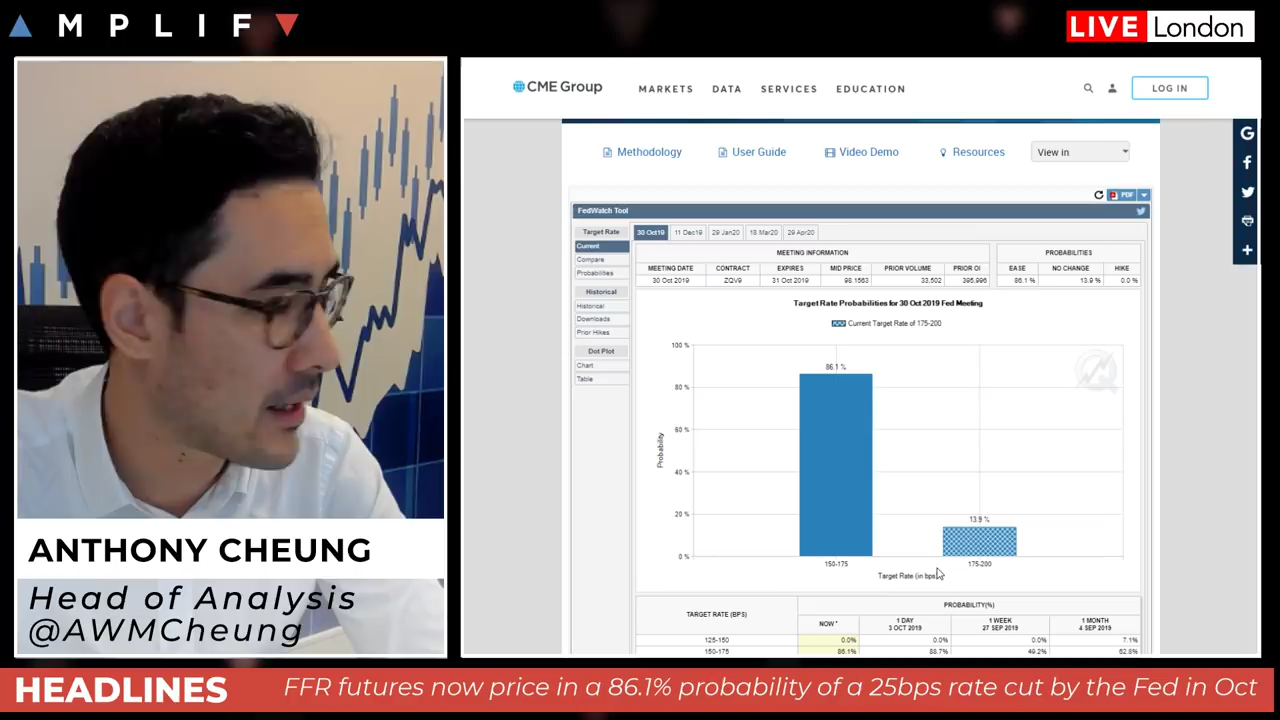 AMPLIFY
LIVE London
CME Group
MARKETS DATA SERVICES EDUCATION
LOG IN
Methodology User Guide Video Demo Resources View in
PDF
FedWatch Tool
Target Rate 30 Oct19 11 Dec19 29 Jan20 18 Mar20 29 Apr20
Current
Compare
Probabilities
Historical
Historical
Downloads
Prior Hikes
Dot Plot
Chart
Table
MEETING INFORMATION PROBABILITIES
MEETING DATE CONTRACT EXPIRES MID PRICE PRIOR VOLUME PRIOR OI EASE NO CHANGE HIKE
30 Oct 2019 ZQV9 31 Oct 2019 98.1563 33,502 395,996 86.1 % 13.9 % 0.0 %
Target Rate Probabilities for 30 Oct 2019 Fed Meeting
Current Target Rate of 175-200
100 %
80 %
60 %
40 %
20 %
0 %
Probability
86.1 %
13.9 %
150-175 175-200
Target Rate (in bps)
TARGET RATE (BPS) PROBABILITY(%)
NOW * 1 DAY 1 WEEK 1 MONTH
3 OCT 2019 27 SEP 2019 4 SEP 2019
125-150 0.0% 0.0% 0.0% 7.1%
150-175 86.1% 88.7% 49.2% 62.8%
ANTHONY CHEUNG
Head of Analysis
@AWMCheung
HEADLINES FFR futures now price in a 86.1% probability of a 25bps rate cut by the Fed in Oct